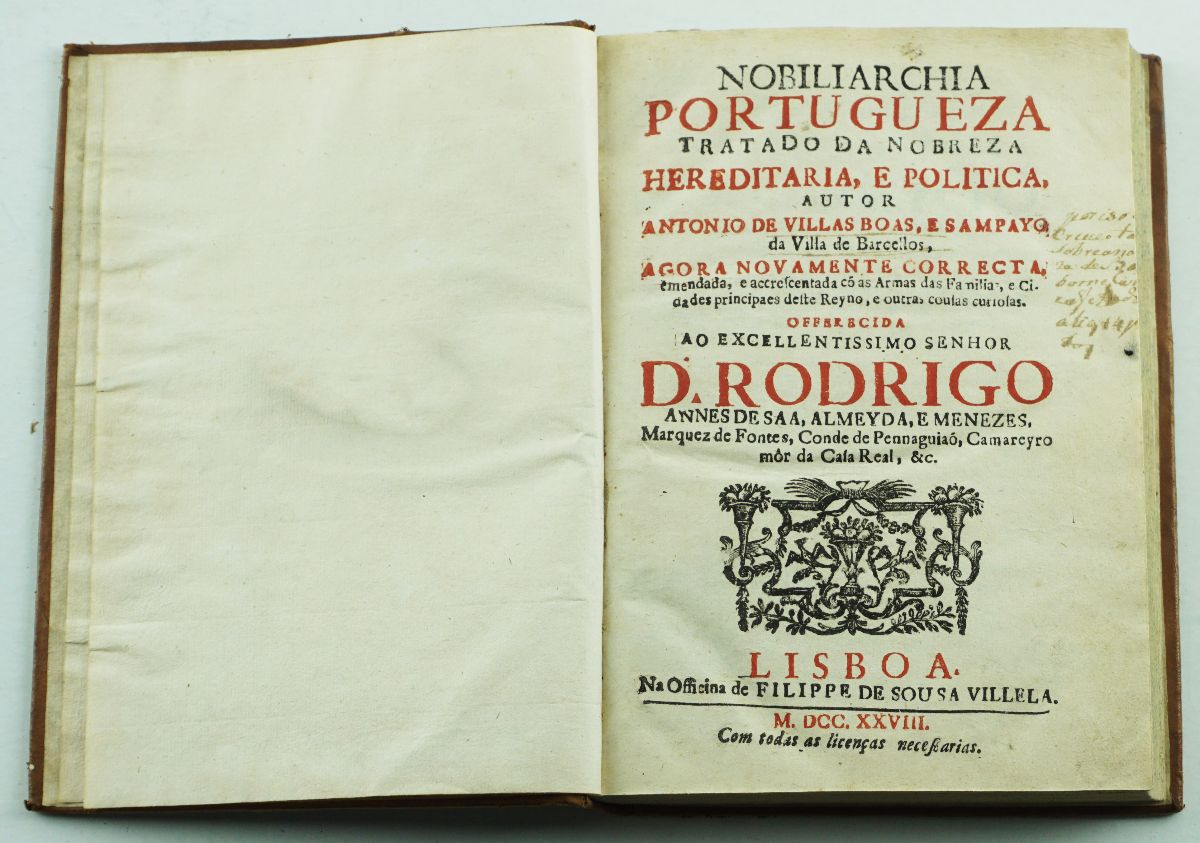 NOBILIARCHIA
PORTUGUEZA
TRATADO DA NOBREZA
HEREDITARIA, E POLITICA,
AUTOR
ANTONIO DE VILLAS BOAS, E SAMPAYO
da Villa de Barcellos,
AGORA NOVAMENTE CORRECTA,
emendada, e accreſcentada cõ as Armas das Familias, e Ci-
dades principaes deſte Reyno, e outras couſas curioſas.
OFFERECIDA
AO EXCELLENTISSIMO SENHOR
D. RODRIGO
ANNES DE SAA, ALMEYDA, E MENEZES,
Marquez de Fontes, Conde de Pennaguiaó, Camareyro
môr da Caſa Real, &c.
LISBOA.
Na Officina de FILIPPE DE SOUSA VILLELA.
M. DCC. XXVIII.
Com todas as licenças neceſſarias.